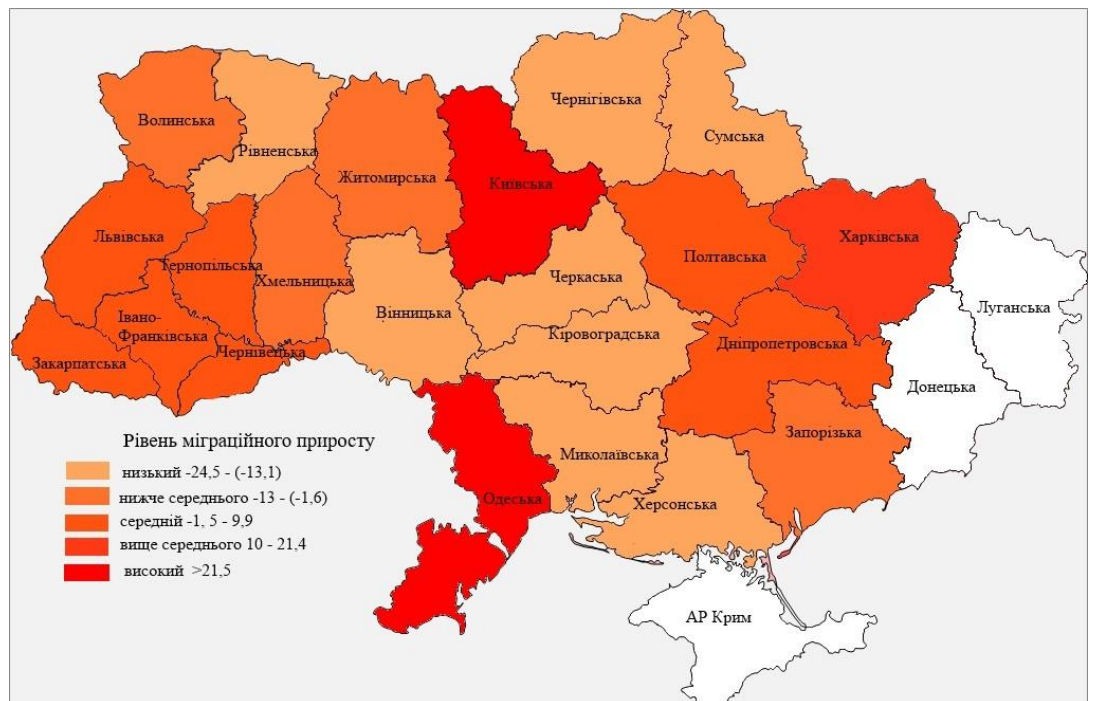 Чернігівська
Волинська
Сумська
Рівненська
Житомирська
Київська
Львівська
Харківська
Полтавська
Тернопільська
Черкаська
Хмельницька
Луганська
Вінницька
Івано-
Франківська
Кіровоградська
Дніпропетровська
Чернівецька
Закарпатська
Донецька
Запорізька
Рівень міграційного приросту
Миколаївська
низький -24,5 - (-13,1)
нижче середнього -13 - (-1,6)
Одеська
Херсонська
середній -1, 5 - 9,9
вище середнього 10 - 21,4
високий >21,5
АР Крим